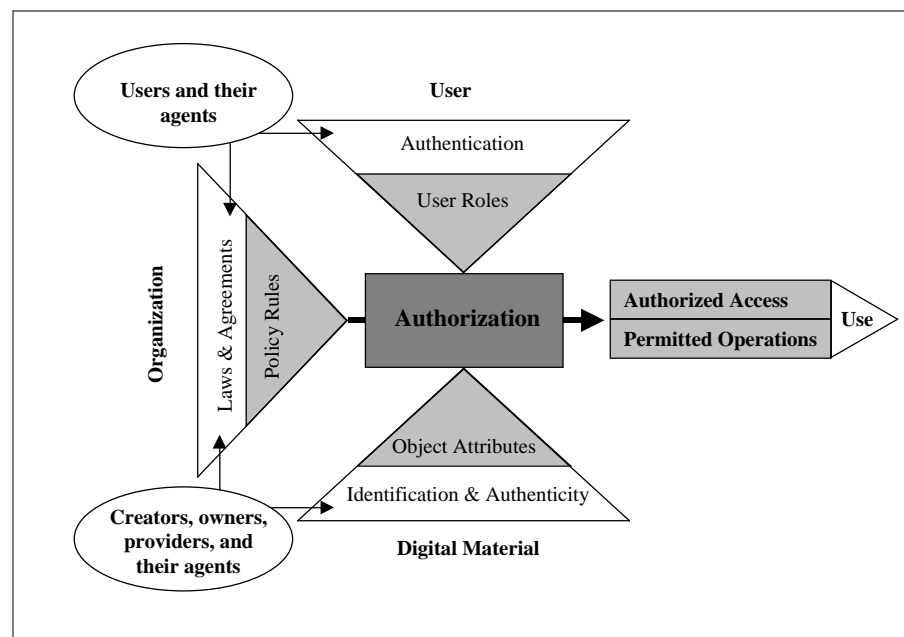 Users and their
agents
User
Authentication
User Roles
Organization
Laws & Agreements
Policy Rules
Authorization
Authorized Access
Permitted Operations
Use
Object Attributes
Identification & Authenticity
Creators, owners,
providers, and
their agents
Digital Material